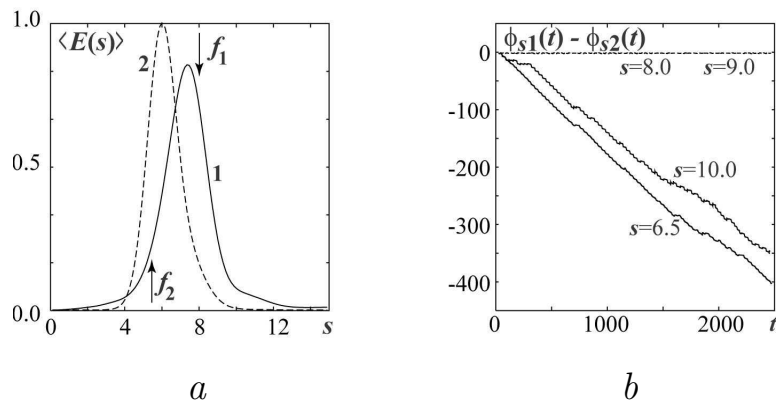 1.0
⟨E(s)⟩
2
f₁
0.5
1
f₂
0.0
0
4
8
12
s
a
ϕs1(t) - ϕs2(t)
0
s=8.0 s=9.0
-100
-200
s=10.0
s=6.5
-300
-400
0
1000
2000
t
b